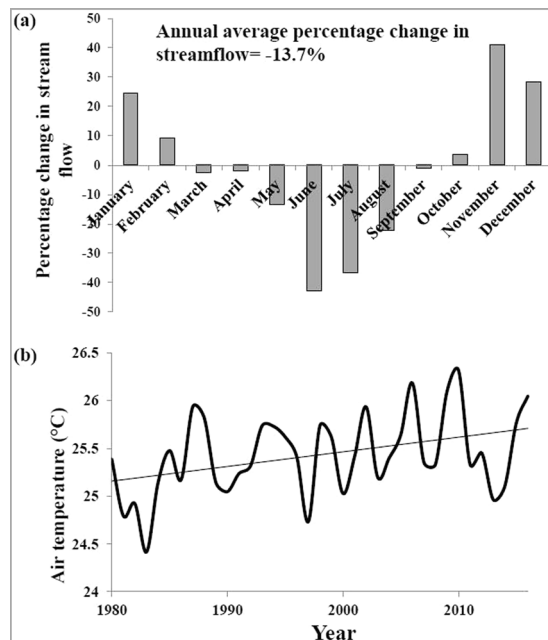 (a)
Annual average percentage change in
streamflow= -13.7%
Percentage change in stream
flow
50
40
30
20
10
0
-10
-20
-30
-40
-50
January
February
March
April
May
June
July
August
September
October
November
December
(b)
Air temperature (°C)
26.5
26
25.5
25
24.5
24
1980
1990
2000
2010
Year